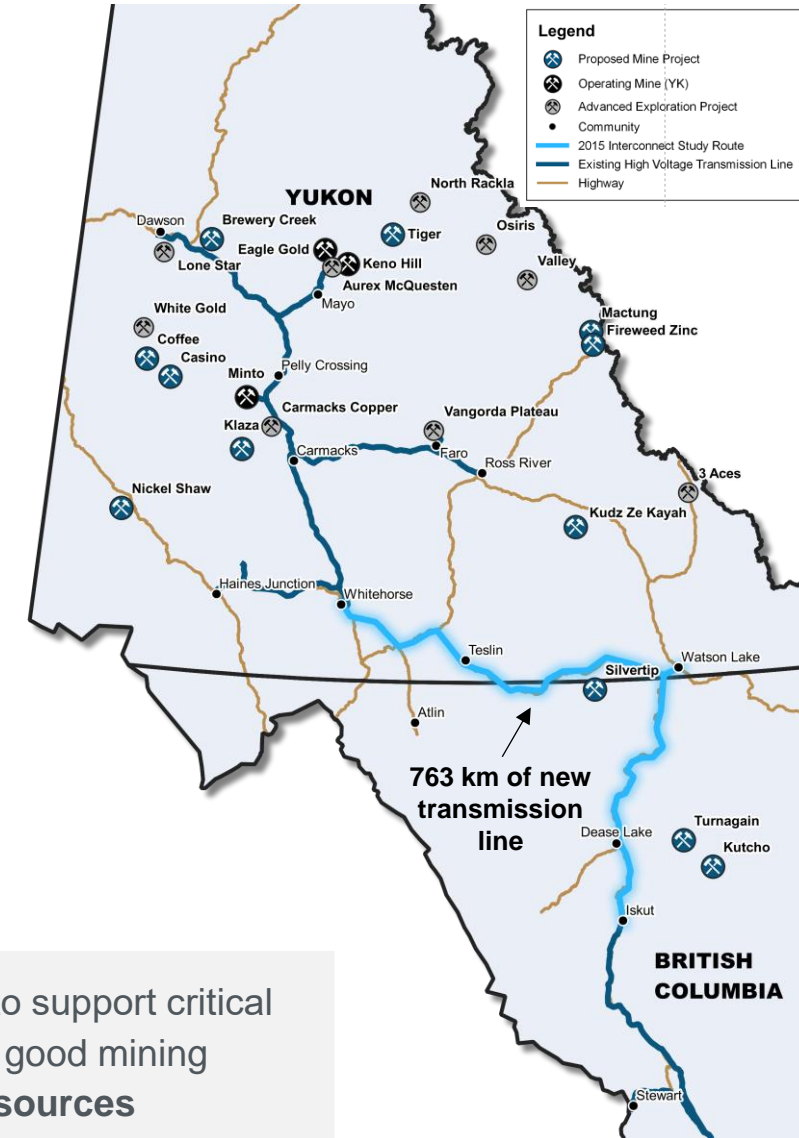 Legend
Proposed Mine Project
Operating Mine (YK)
Advanced Exploration Project
Community
2015 Interconnect Study Route
Existing High Voltage Transmission Line
Highway
YUKON
North Rackla
Dawson
Brewery Creek
Tiger
Osiris
Eagle Gold
Keno Hill
Lone Star
Valley
Aurex McQuesten
Mayo
White Gold
Mactung
Coffee
Fireweed Zinc
Casino
Pelly Crossing
Minto
Carmacks Copper
Vangorda Plateau
Klaza
Carmacks
Faro
Ross River
3 Aces
Nickel Shaw
Kudz Ze Kayah
Haines Junction
Whitehorse
Teslin
Watson Lake
Silvertip
Atlin
763 km of new
transmission
line
Turnagain
Dease Lake
Kutcho
Iskut
BRITISH
COLUMBIA
to support critical
good mining
sources
Stewart